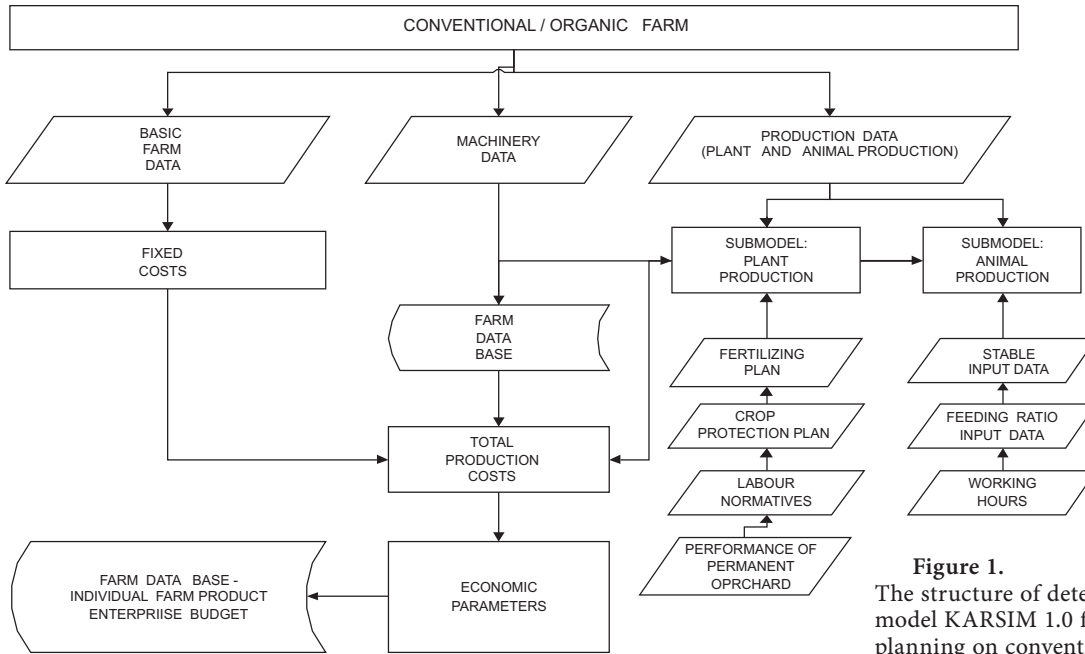 CONVENTIONAL / ORGANIC FARM
BASIC
FARM
DATA
MACHINERY
DATA
PRODUCTION DATA
(PLANT AND ANIMAL PRODUCTION)
FIXED
COSTS
SUBMODEL:
PLANT
PRODUCTION
SUBMODEL:
ANIMAL
PRODUCTION
FARM
DATA
BASE
FERTILIZING
PLAN
STABLE
INPUT DATA
CROP
PROTECTION PLAN
FEEDING RATIO
INPUT DATA
TOTAL
PRODUCTION
COSTS
LABOUR
NORMATIVES
WORKING
HOURS
PERFORMANCE OF
PERMANENT
OPRCHARD
FARM DATA BASE -
INDIVIDUAL FARM PRODUCT
ENTERPRIISE BUDGET
ECONOMIC
PARAMETERS
Figure 1.
The structure of dete
model KARSIM 1.0 f
planning on convent